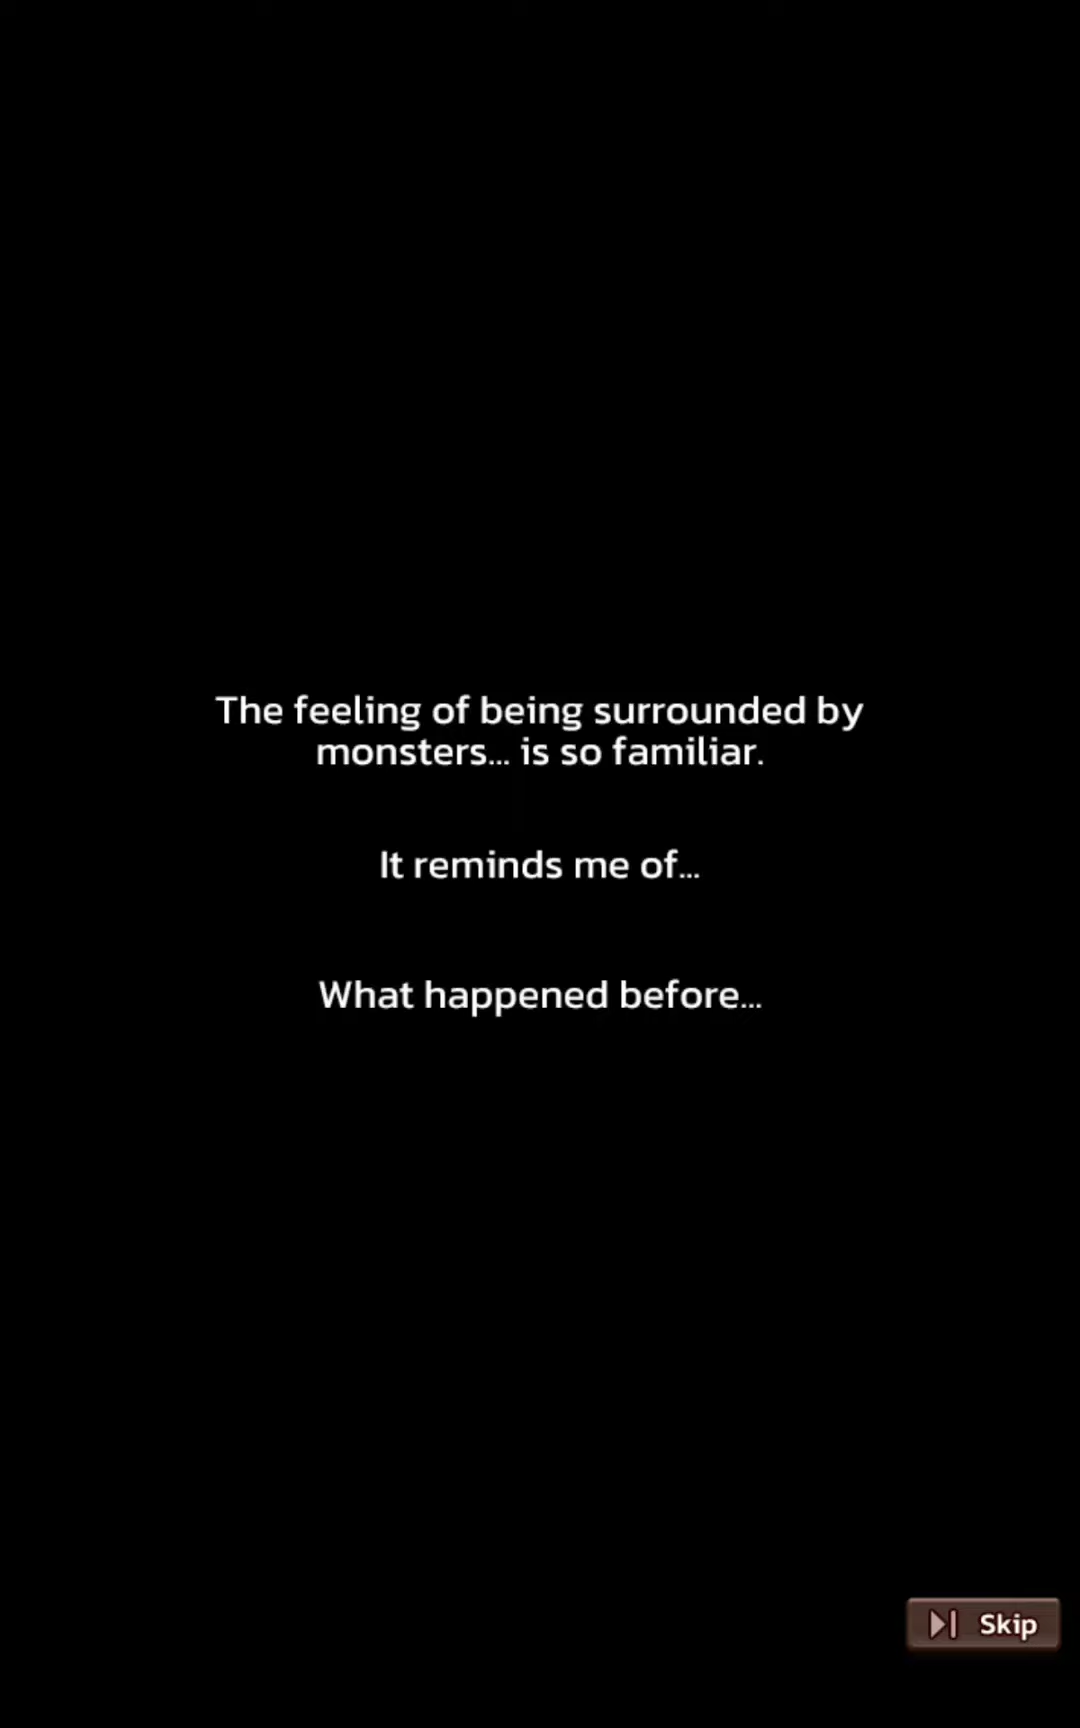 The feeling of being surrounded by
monsters... is so familiar.
It reminds me of...
What happened before...
Skip